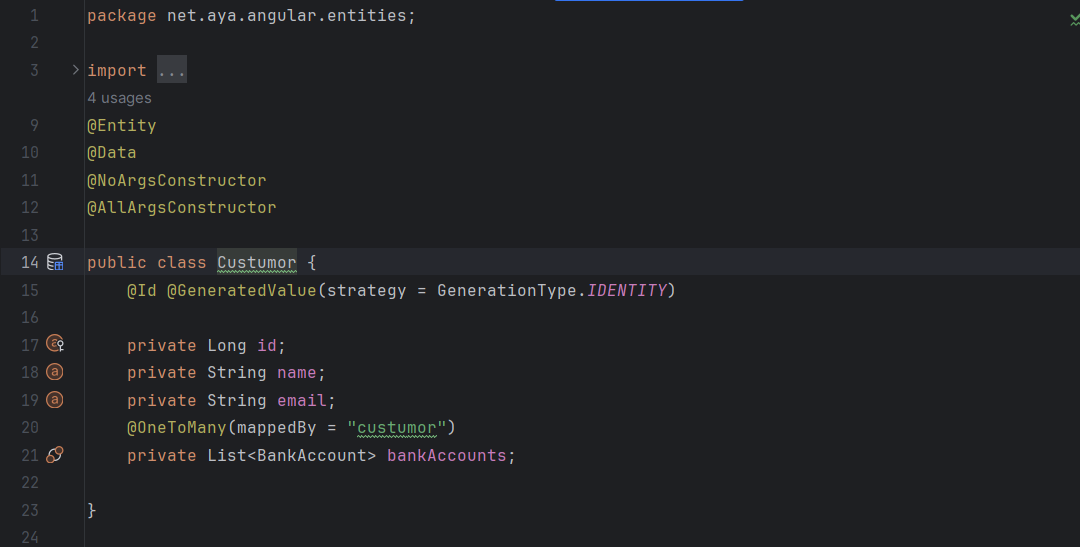 1 package net.aya.angular.entities;
2
3 import ...
4 usages
9 @Entity
10 @Data
11 @NoArgsConstructor
12 @AllArgsConstructor
13
14 public class Custumor {
15 @Id @GeneratedValue(strategy = GenerationType.IDENTITY)
16
17 private Long id;
18 private String name;
19 private String email;
20 @OneToMany(mappedBy = "custumor")
21 private List<BankAccount> bankAccounts;
22
23 }
24